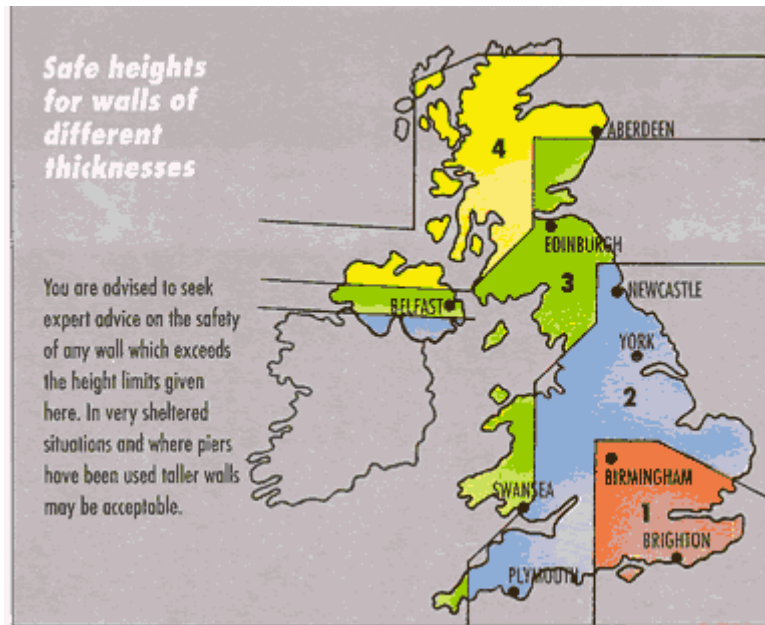 Safe heights
for walls of
different
thicknesses
You are advised to seek
expert advice on the safety
of any wall which exceeds
the height limits given
here. In very sheltered
situations and where piers
have been used taller walls
may be acceptable.
4
ABERDEEN
EDINBURGH
3
BELFAST
NEWCASTLE
YORK
2
BIRMINGHAM
SWANSEA
1
BRIGHTON
PLYMOUTH